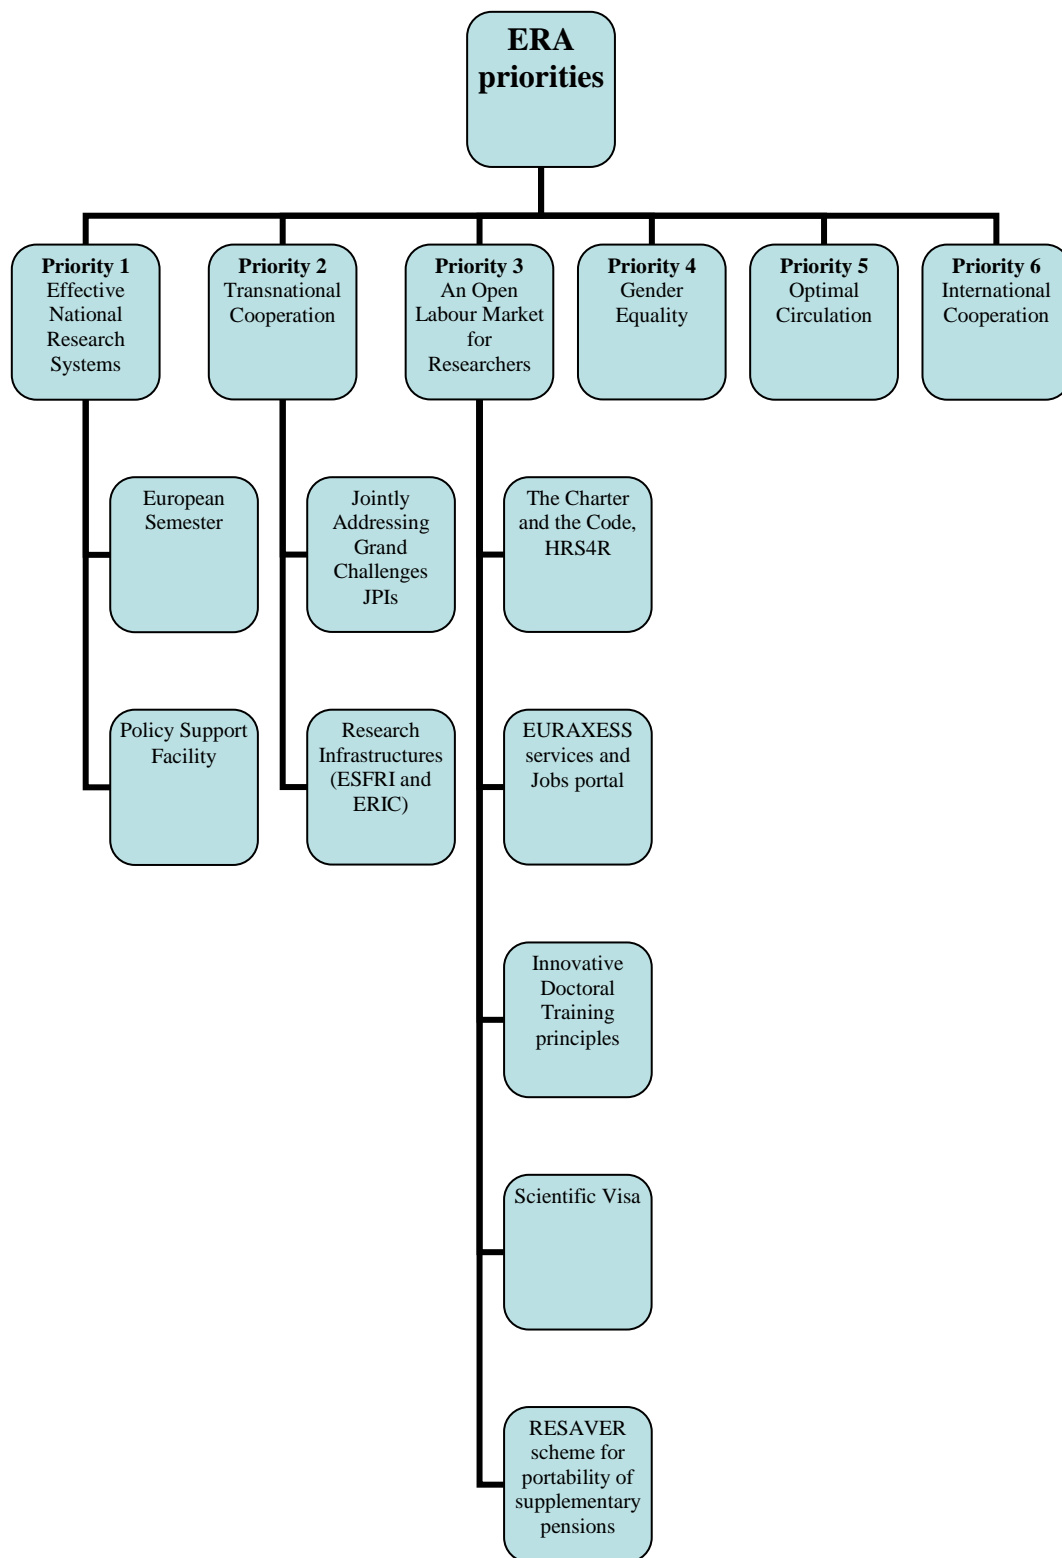 ERA
priorities
Priority 1
Effective
National
Research
Systems
Priority 2
Transnational
Cooperation
Priority 3
An Open
Labour Market
for
Researchers
Priority 4
Gender
Equality
Priority 5
Optimal
Circulation
Priority 6
International
Cooperation
European
Semester
Jointly
Addressing
Grand
Challenges
JPIs
The Charter
and the Code,
HRS4R
Policy Support
Facility
Research
Infrastructures
(ESFRI and
ERIC)
EURAXESS
services and
Jobs portal
Innovative
Doctoral
Training
principles
Scientific Visa
RESAVER
scheme for
portability of
supplementary
pensions